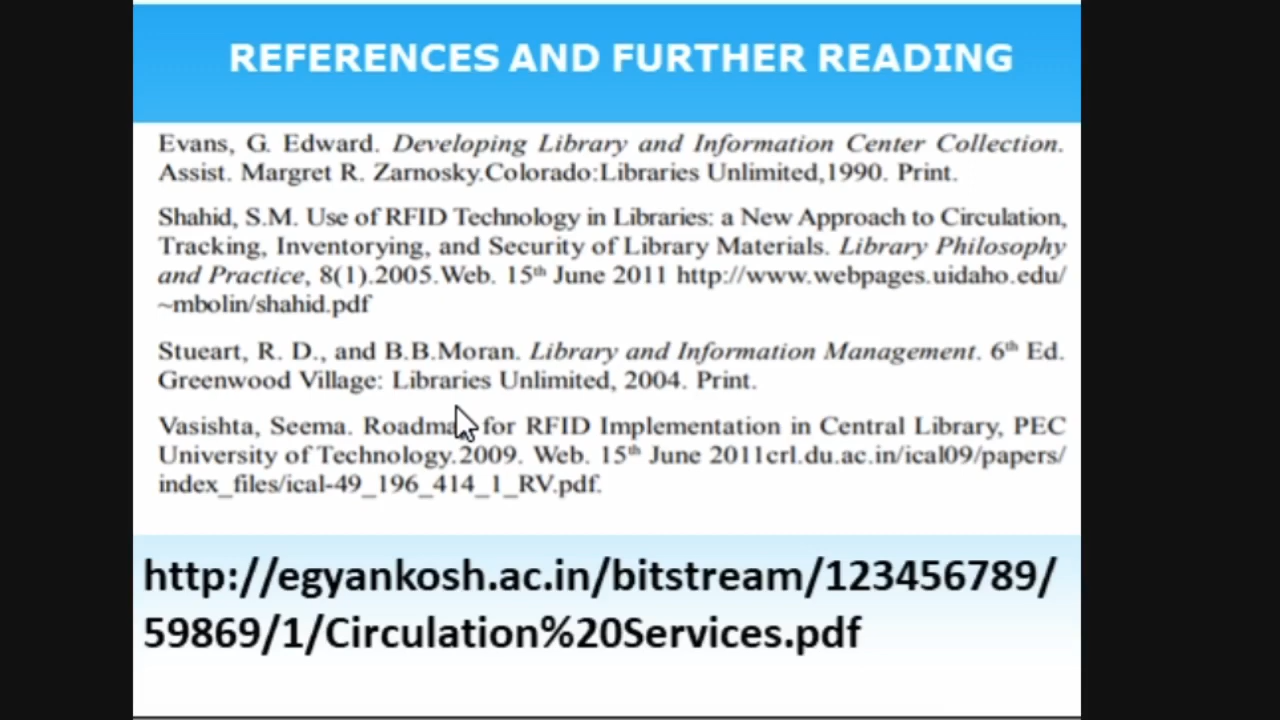 REFERENCES AND FURTHER READING
Evans, G. Edward. Developing Library and Information Center Collection.
Assist. Margret R. Zarnosky.Colorado:Libraries Unlimited,1990. Print.
Shahid, S.M. Use of RFID Technology in Libraries: a New Approach to Circulation,
Tracking, Inventorying, and Security of Library Materials. Library Philosophy
and Practice, 8(1).2005.Web. 15th June 2011 http://www.webpages.uidaho.edu/
~mbolin/shahid.pdf
Stueart, R. D., and B.B.Moran. Library and Information Management. 6th Ed.
Greenwood Village: Libraries Unlimited, 2004. Print.
Vasishta, Seema. Roadmap for RFID Implementation in Central Library, PEC
University of Technology.2009. Web. 15th June 2011crl.du.ac.in/ical09/papers/
index_files/ical-49_196_414_1_RV.pdf.
http://egyankosh.ac.in/bitstream/123456789/
59869/1/Circulation%20Services.pdf